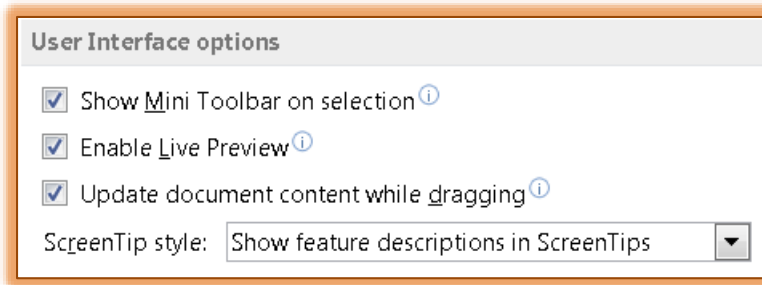 User Interface options
Show Mini Toolbar on selection
Enable Live Preview
Update document content while dragging
ScreenTip style: Show feature descriptions in ScreenTips